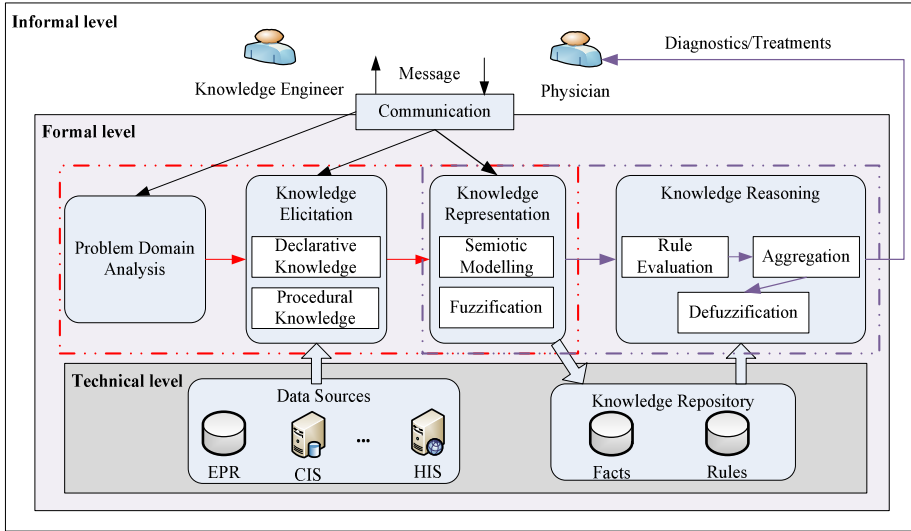 Informal level
Diagnostics/Treatments
Message
Knowledge Engineer
Physician
Communication
Formal level
Knowledge
Elicitation
Knowledge
Representation
Knowledge Reasoning
Problem Domain
Analysis
Declarative
Knowledge
Semiotic
Modelling
Rule
Evaluation
Aggregation
Procedural
Knowledge
Fuzzification
Defuzzification
Technical level
Data Sources
Knowledge Repository
EPR
CIS
...
HIS
Facts
Rules